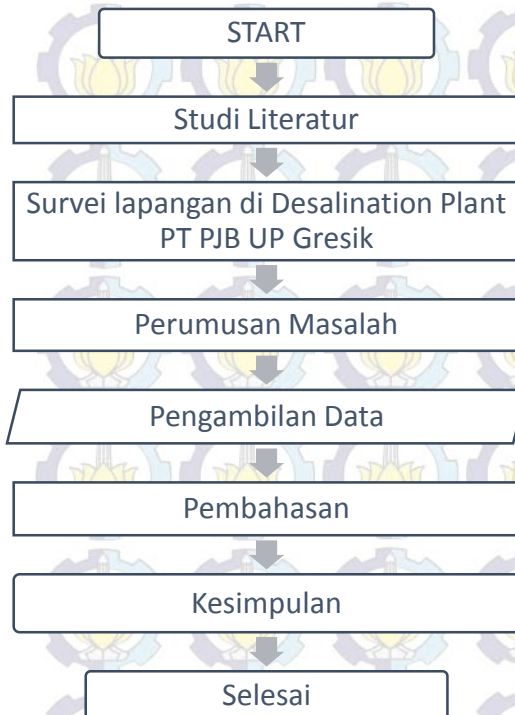 START
Studi Literatur
Survei lapangan di Desalination Plant
PT PJB UP Gresik
Perumusan Masalah
Pengambilan Data
Pembahasan
Kesimpulan
Selesai